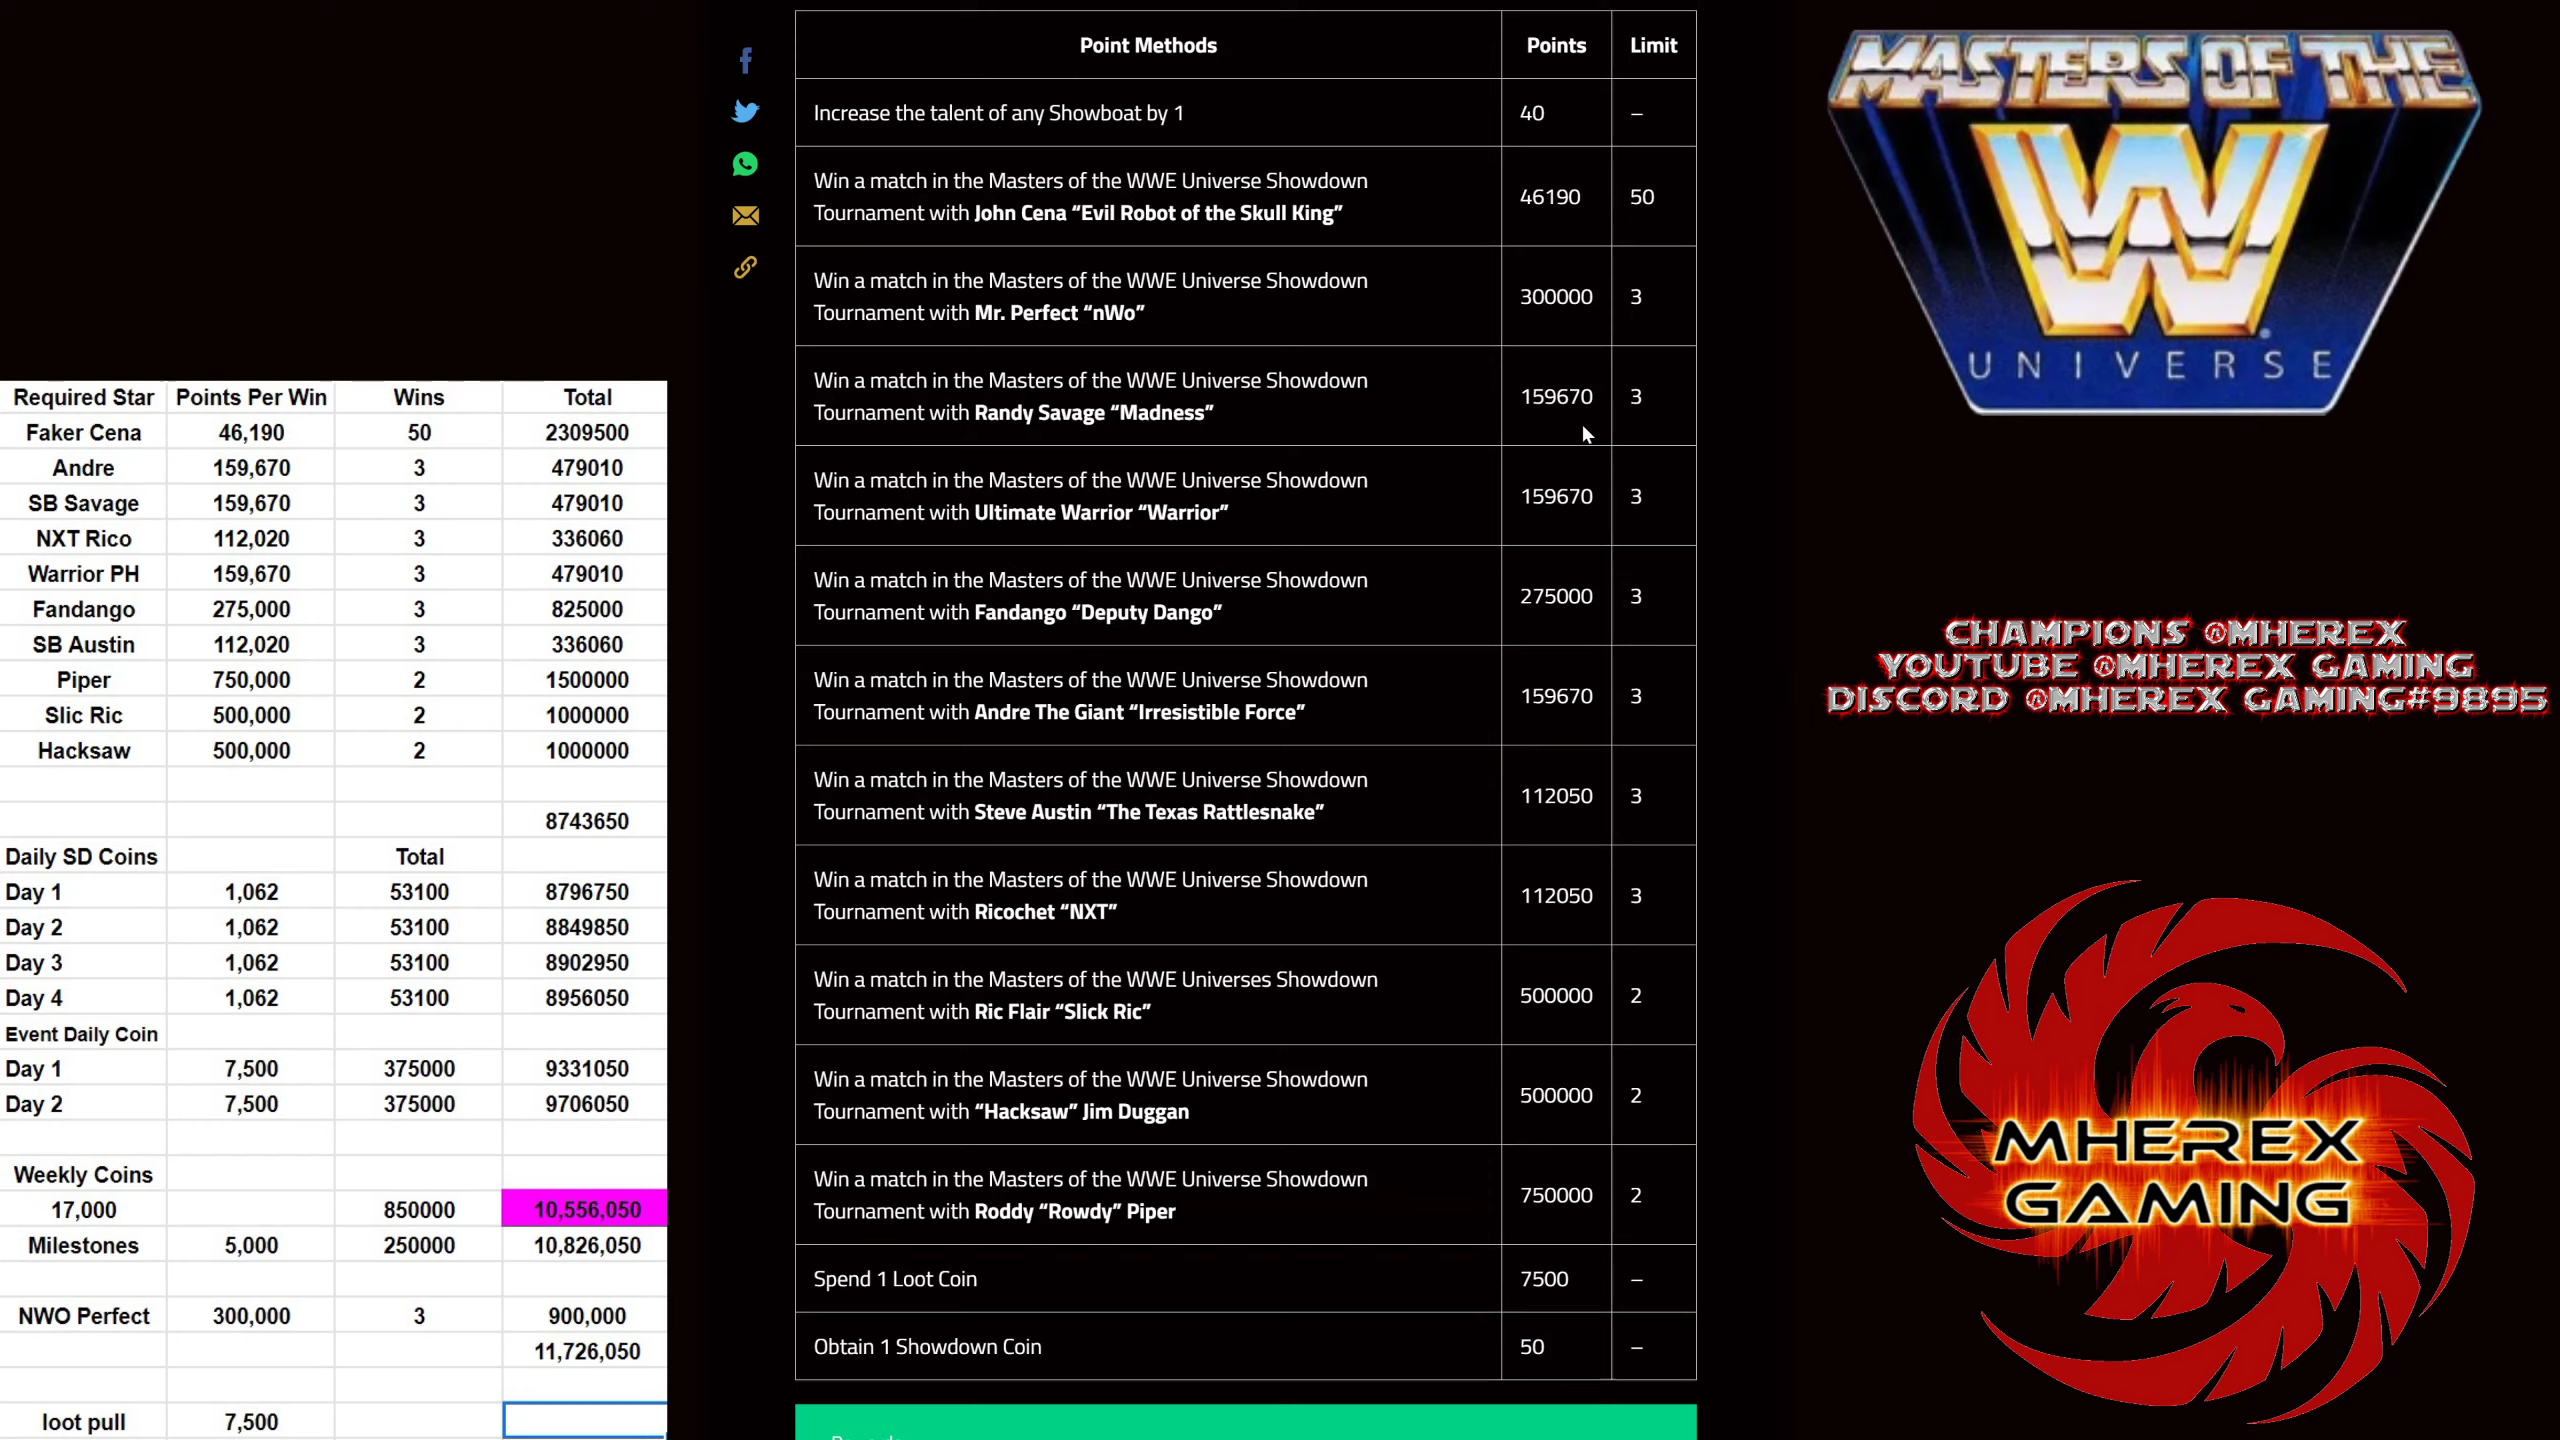 Required Star Points Per Win Wins Total
Faker Cena 46,190 50 2309500
Andre 159,670 3 479010
SB Savage 159,670 3 479010
NXT Rico 112,020 3 336060
Warrior PH 159,670 3 479010
Fandango 275,000 3 825000
SB Austin 112,020 3 336060
Piper 750,000 2 1500000
Slic Ric 500,000 2 1000000
Hacksaw 500,000 2 1000000
8743650
Daily SD Coins Total
Day 1 1,062 53100 8796750
Day 2 1,062 53100 8849850
Day 3 1,062 53100 8902950
Day 4 1,062 53100 8956050
Event Daily Coin
Day 1 7,500 375000 9331050
Day 2 7,500 375000 9706050
Weekly Coins
17,000 850000 10,556,050
Milestones 5,000 250000 10,826,050
NWO Perfect 300,000 3 900,000
11,726,050
loot pull 7,500
Point Methods Points Limit
Increase the talent of any Showboat by 1 40 –
Win a match in the Masters of the WWE Universe Showdown
Tournament with John Cena “Evil Robot of the Skull King” 46190 50
Win a match in the Masters of the WWE Universe Showdown
Tournament with Mr. Perfect “nWo” 300000 3
Win a match in the Masters of the WWE Universe Showdown
Tournament with Randy Savage “Madness” 159670 3
Win a match in the Masters of the WWE Universe Showdown
Tournament with Ultimate Warrior “Warrior” 159670 3
Win a match in the Masters of the WWE Universe Showdown
Tournament with Fandango “Deputy Dango” 275000 3
Win a match in the Masters of the WWE Universe Showdown
Tournament with Andre The Giant “Irresistible Force” 159670 3
Win a match in the Masters of the WWE Universe Showdown
Tournament with Steve Austin “The Texas Rattlesnake” 112050 3
Win a match in the Masters of the WWE Universe Showdown
Tournament with Ricochet “NXT” 112050 3
Win a match in the Masters of the WWE Universes Showdown
Tournament with Ric Flair “Slick Ric” 500000 2
Win a match in the Masters of the WWE Universe Showdown
Tournament with “Hacksaw” Jim Duggan 500000 2
Win a match in the Masters of the WWE Universe Showdown
Tournament with Roddy “Rowdy” Piper 750000 2
Spend 1 Loot Coin 7500 –
Obtain 1 Showdown Coin 50 –
MASTERS OF THE
W
UNIVERSE
CHAMPIONS @MHEREX
YOUTUBE @MHEREX GAMING
DISCORD @MHEREX GAMING#9895
MHEREX
GAMING